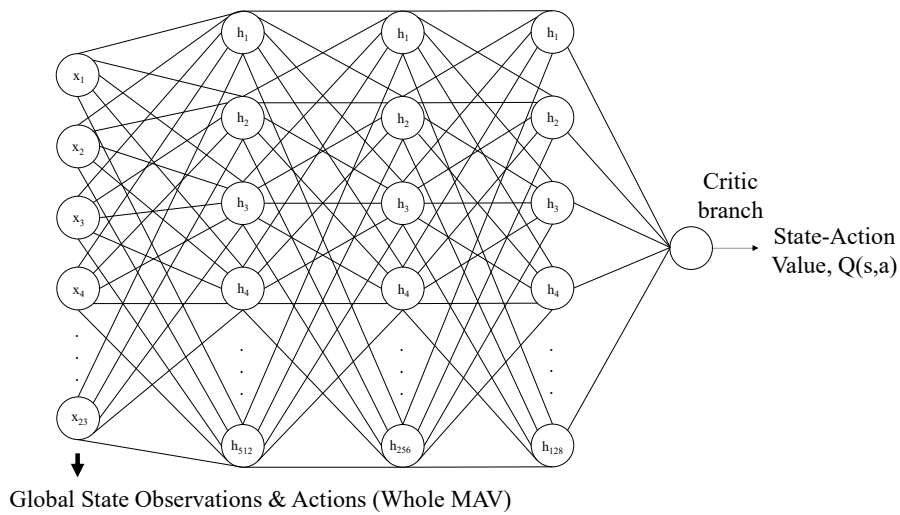 h1 h1 h1
x1
h2 h2 h2
x2
Critic
branch
h3 h3 h3
x3
State-Action
Value, Q(s,a)
x4 h4 h4 h4
.
.
.
.
.
.
.
.
.
.
.
.
x23
h512 h256 h128
Global State Observations & Actions (Whole MAV)